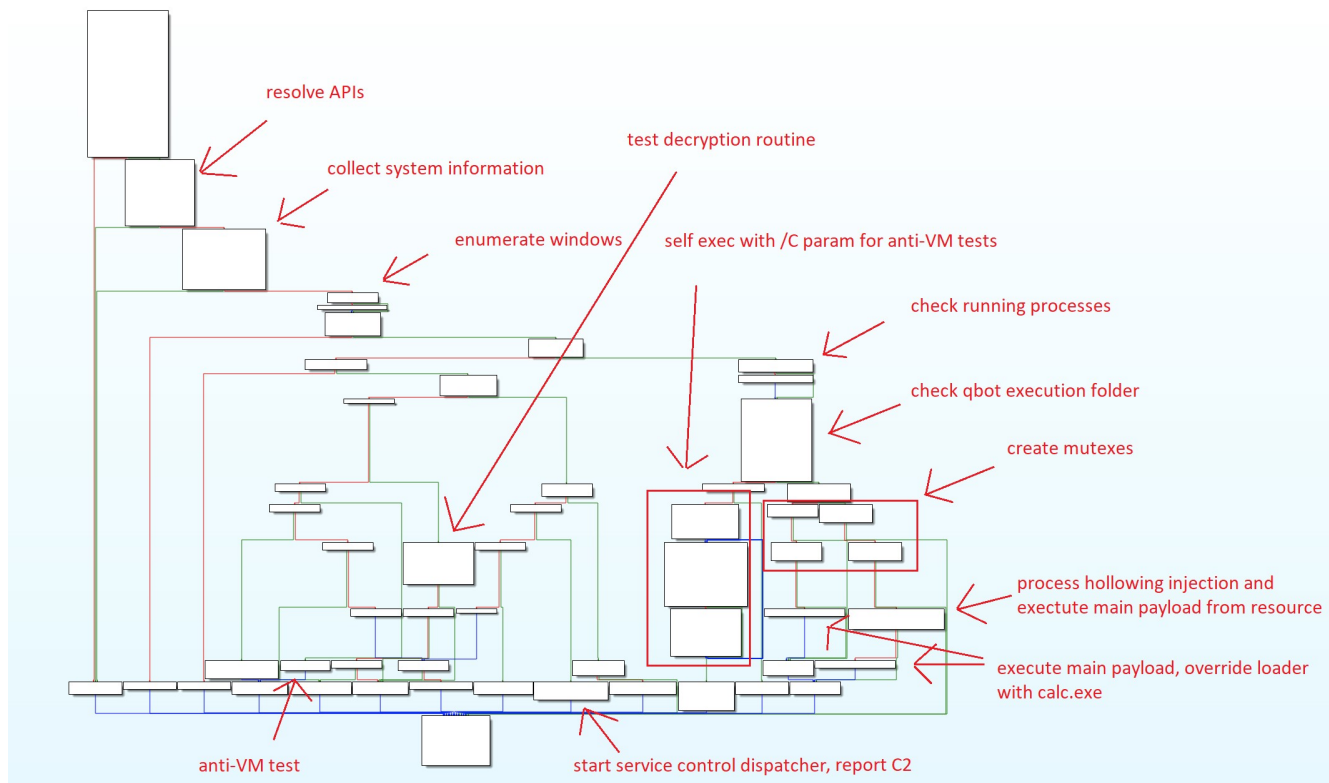 resolve APIs
test decryption routine
collect system information
enumerate windows
self exec with /C param for anti-VM tests
check running processes
check qbot execution folder
create mutexes
process hollowing injection and
exectute main payload from resource
execute main payload, override loader
with calc.exe
anti-VM test
start service control dispatcher, report C2